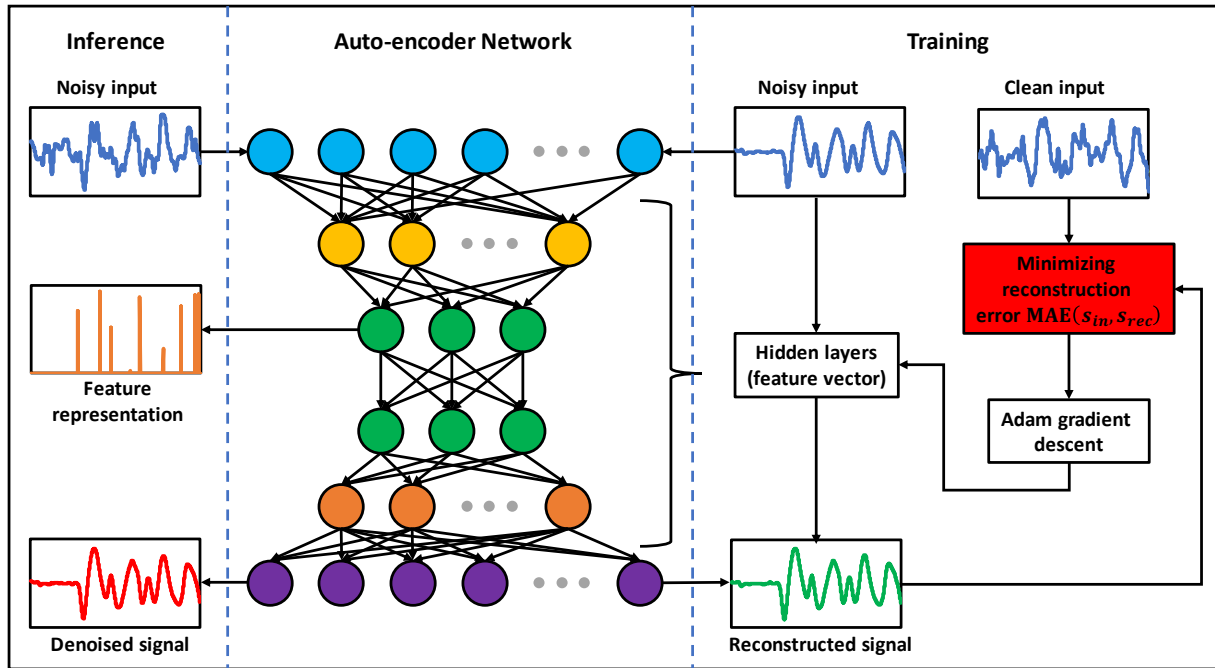 Inference
Auto-encoder Network
Training
Noisy input
Noisy input
Clean input
Minimizing
reconstruction
error MAE(s_in, s_rec)
Hidden layers
(feature vector)
Feature
representation
Adam gradient
descent
Denoised signal
Reconstructed signal